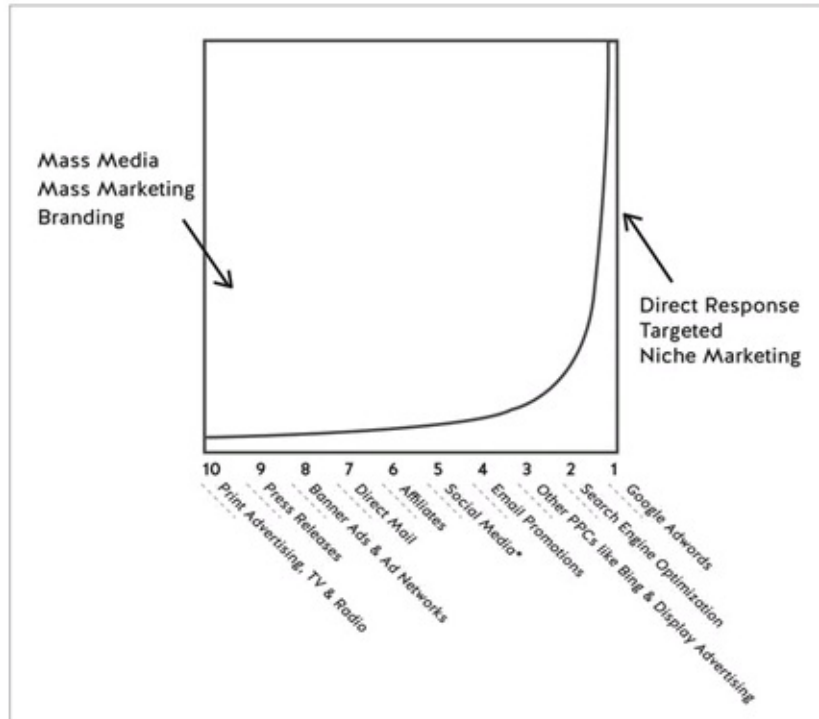 Mass Media
Mass Marketing
Branding
Direct Response
Targeted
Niche Marketing
10 9 8 7 6 5 4 3 2 1
Print Advertising, TV & Radio
Press Releases
Banner Ads & Ad Networks
Direct Mail
Affiliates
Social Media*
Email Promotions
Other PPCs like Bing & Display Advertising
Search Engine Optimization
Google Adwords